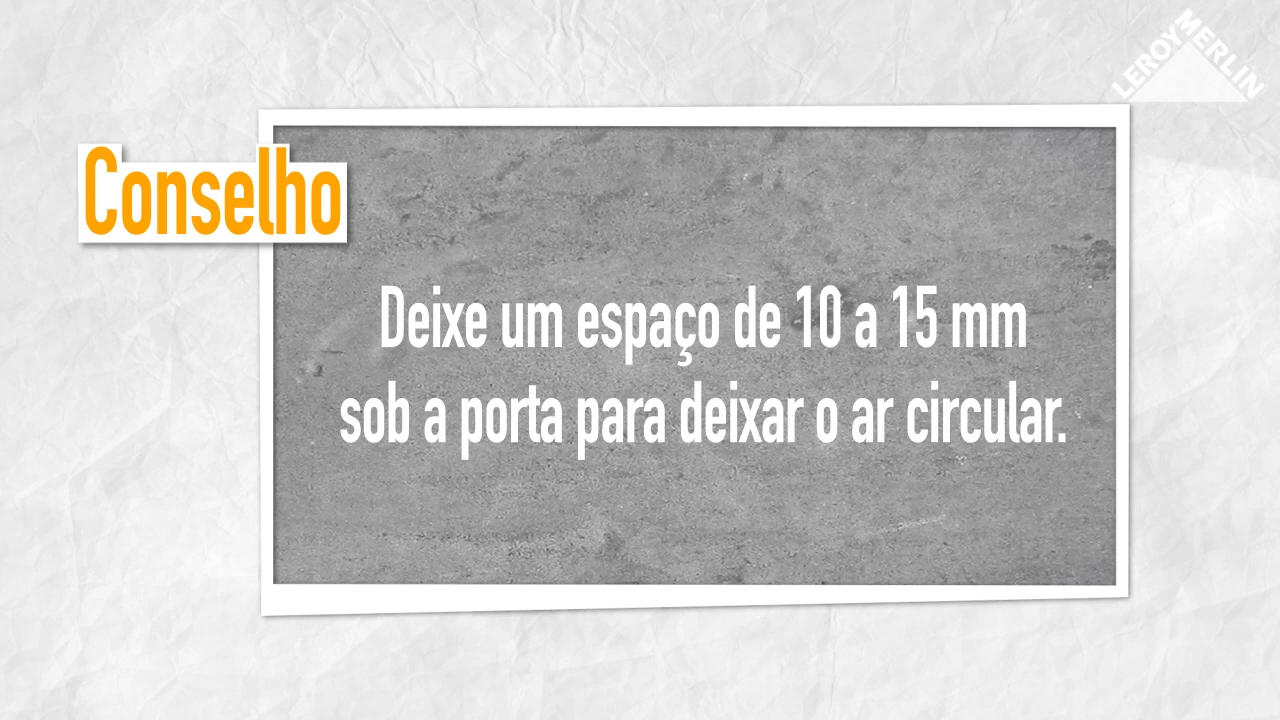 LEROY MERLIN
Conselho
Deixe um espaço de 10 a 15 mm
sob a porta para deixar o ar circular.